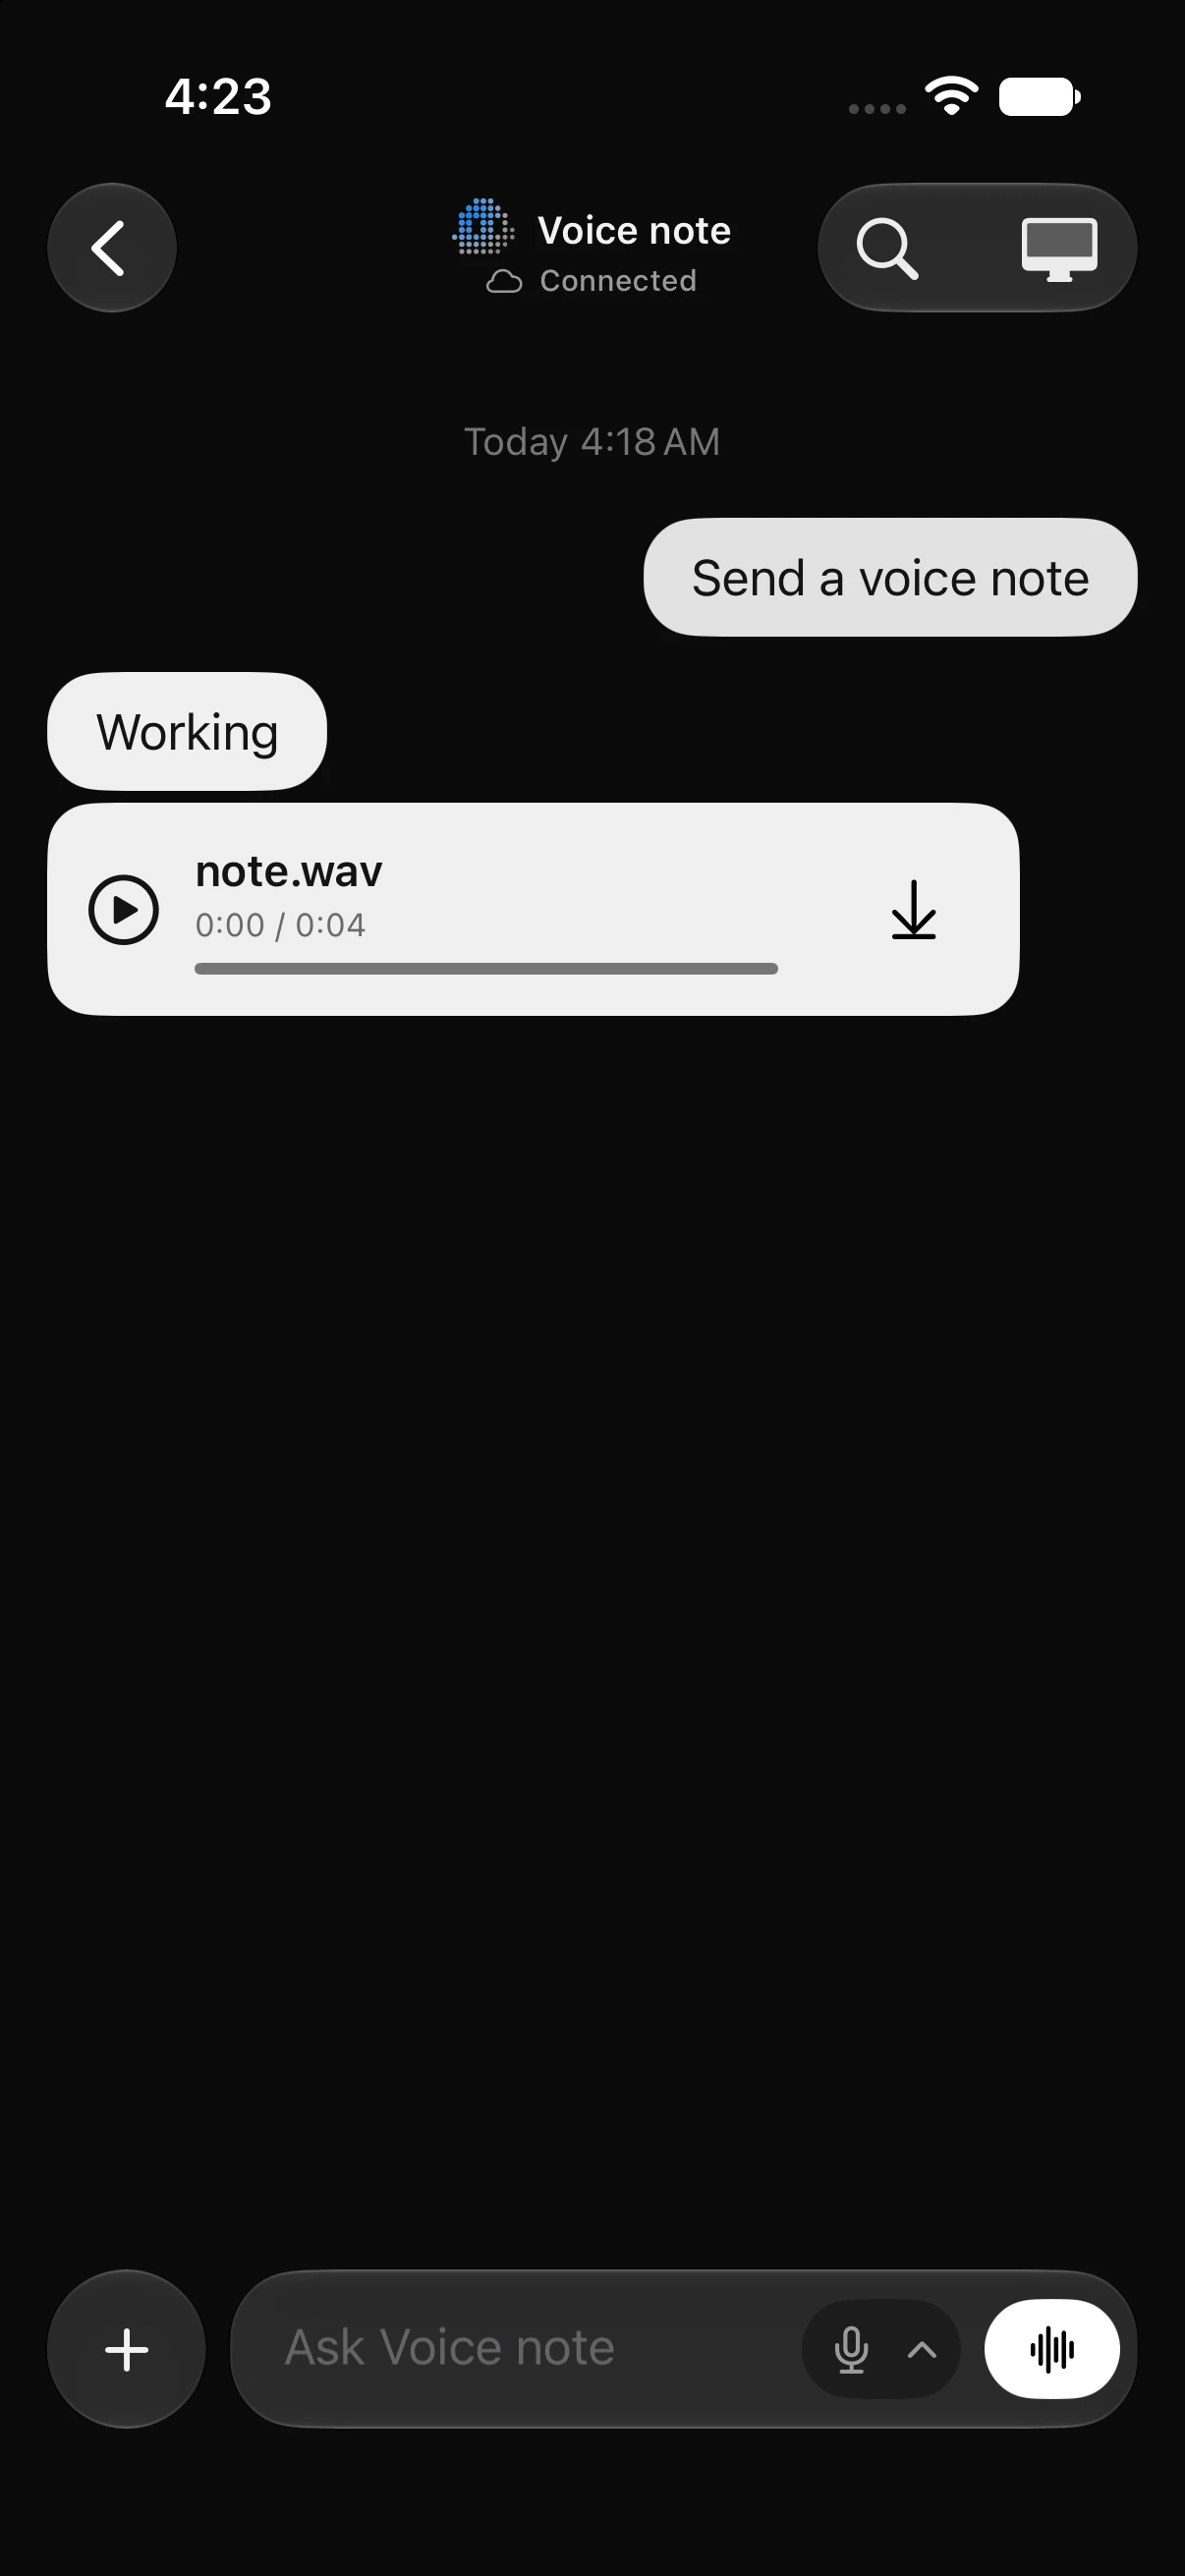 4:23
Voice note
Connected
Today 4:18 AM
Send a voice note
Working
note.wav
0:00 / 0:04
Ask Voice note